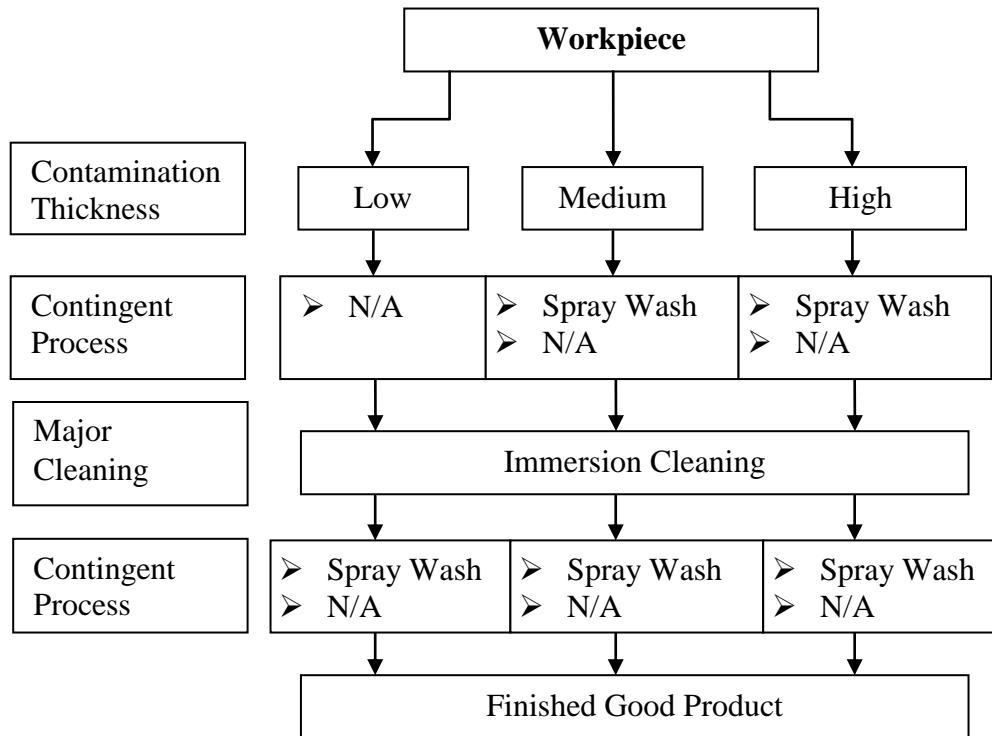 Workpiece
Contamination
Thickness
Low
Medium
High
Contingent
Process
➢ N/A
➢ Spray Wash
➢ N/A
➢ Spray Wash
➢ N/A
Major
Cleaning
Immersion Cleaning
Contingent
Process
➢ Spray Wash
➢ N/A
➢ Spray Wash
➢ N/A
➢ Spray Wash
➢ N/A
Finished Good Product